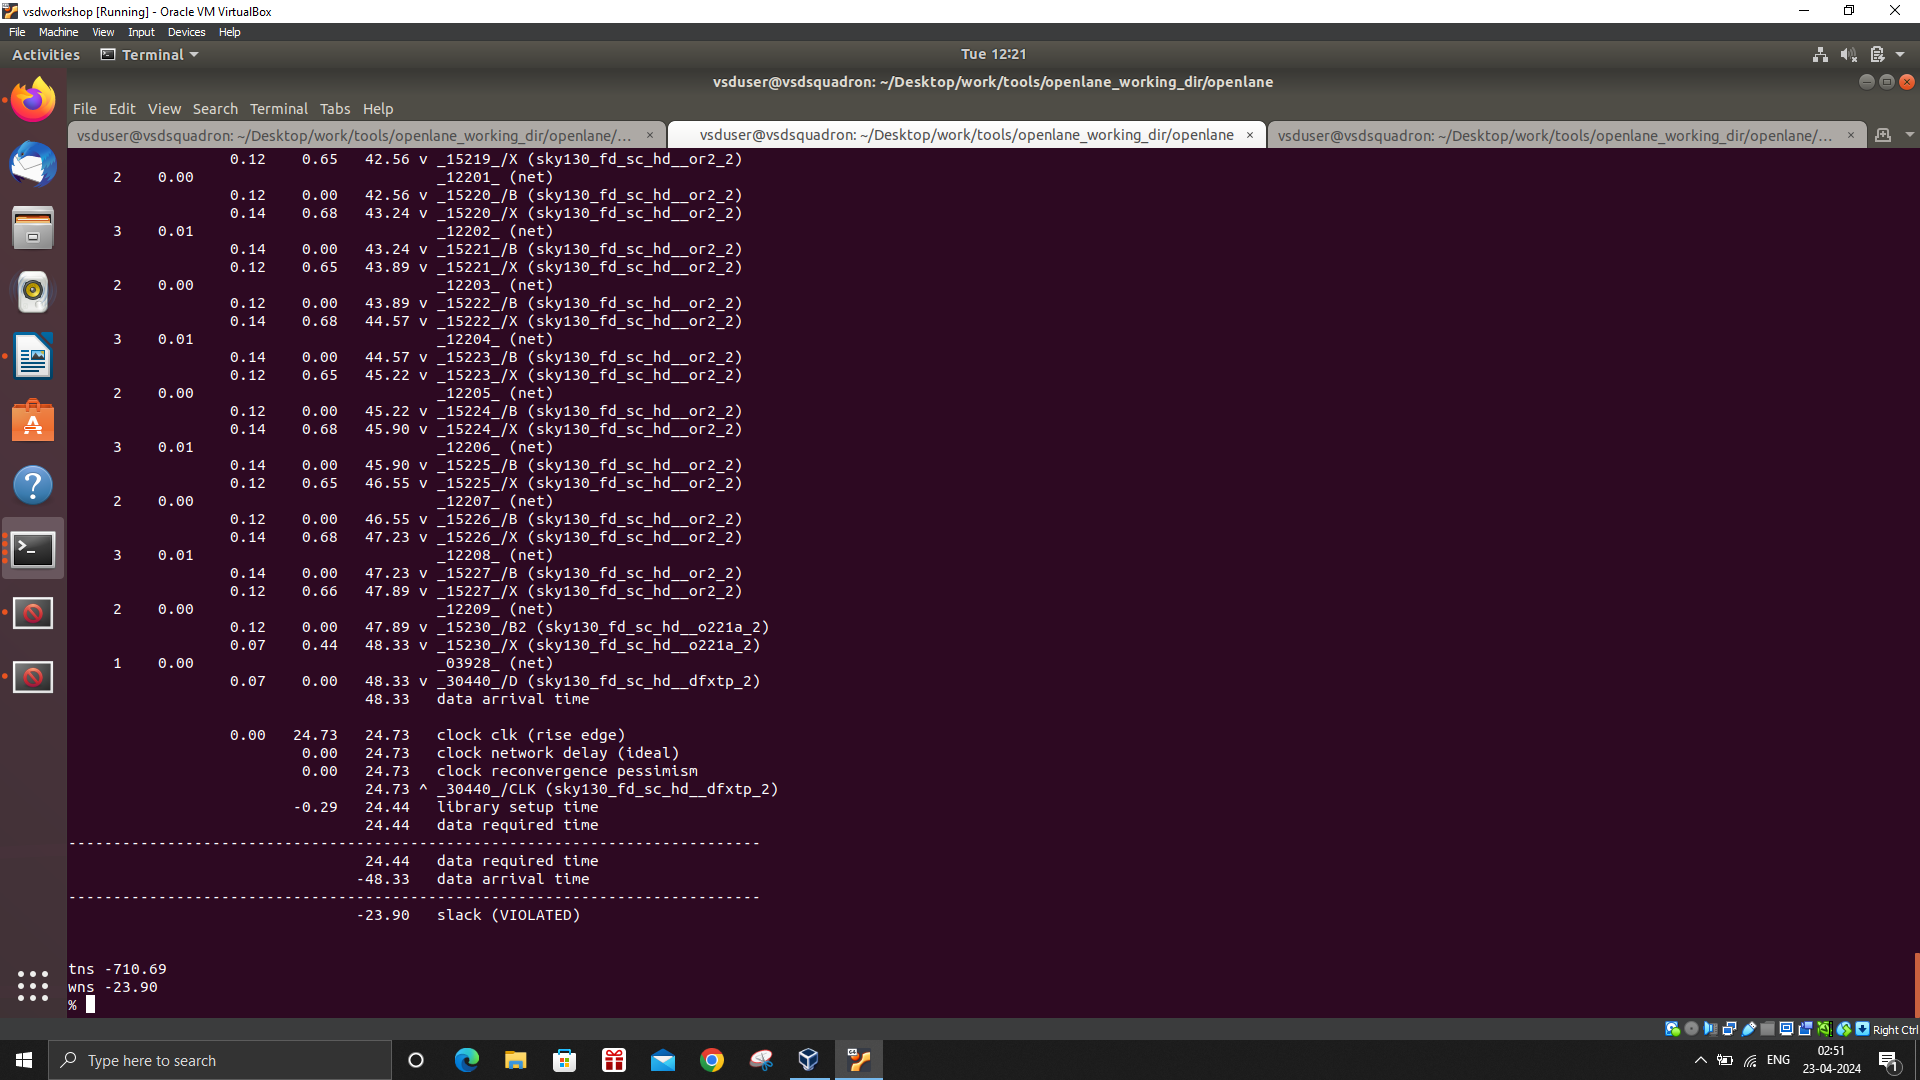 vsdworkshop [Running] - Oracle VM VirtualBox
File Machine View Input Devices Help
Activities Terminal Tue 12:21
vsduser@vsdsquadron: ~/Desktop/work/tools/openlane_working_dir/openlane
File Edit View Search Terminal Tabs Help
vsduser@vsdsquadron: ~/Desktop/work/tools/openlane_working_dir/openlane/... × vsduser@vsdsquadron: ~/Desktop/work/tools/openlane_working_dir/openlane × vsduser@vsdsquadron: ~/Desktop/work/tools/openlane_working_dir/openlane/... ×
0.12 0.65 42.56 v _15219_/X (sky130_fd_sc_hd__or2_2)
2 0.00 _12201_ (net)
0.12 0.00 42.56 v _15220_/B (sky130_fd_sc_hd__or2_2)
0.14 0.68 43.24 v _15220_/X (sky130_fd_sc_hd__or2_2)
3 0.01 _12202_ (net)
0.14 0.00 43.24 v _15221_/B (sky130_fd_sc_hd__or2_2)
0.12 0.65 43.89 v _15221_/X (sky130_fd_sc_hd__or2_2)
2 0.00 _12203_ (net)
0.12 0.00 43.89 v _15222_/B (sky130_fd_sc_hd__or2_2)
0.14 0.68 44.57 v _15222_/X (sky130_fd_sc_hd__or2_2)
3 0.01 _12204_ (net)
0.14 0.00 44.57 v _15223_/B (sky130_fd_sc_hd__or2_2)
0.12 0.65 45.22 v _15223_/X (sky130_fd_sc_hd__or2_2)
2 0.00 _12205_ (net)
0.12 0.00 45.22 v _15224_/B (sky130_fd_sc_hd__or2_2)
0.14 0.68 45.90 v _15224_/X (sky130_fd_sc_hd__or2_2)
3 0.01 _12206_ (net)
0.14 0.00 45.90 v _15225_/B (sky130_fd_sc_hd__or2_2)
0.12 0.65 46.55 v _15225_/X (sky130_fd_sc_hd__or2_2)
2 0.00 _12207_ (net)
0.12 0.00 46.55 v _15226_/B (sky130_fd_sc_hd__or2_2)
0.14 0.68 47.23 v _15226_/X (sky130_fd_sc_hd__or2_2)
3 0.01 _12208_ (net)
0.14 0.00 47.23 v _15227_/B (sky130_fd_sc_hd__or2_2)
0.12 0.66 47.89 v _15227_/X (sky130_fd_sc_hd__or2_2)
2 0.00 _12209_ (net)
0.12 0.00 47.89 v _15230_/B2 (sky130_fd_sc_hd__o221a_2)
0.07 0.44 48.33 v _15230_/X (sky130_fd_sc_hd__o221a_2)
1 0.00 _03928_ (net)
0.07 0.00 48.33 v _30440_/D (sky130_fd_sc_hd__dfxtp_2)
48.33 data arrival time
0.00 24.73 24.73 clock clk (rise edge)
0.00 24.73 clock network delay (ideal)
0.00 24.73 clock reconvergence pessimism
24.73 ^ _30440_/CLK (sky130_fd_sc_hd__dfxtp_2)
-0.29 24.44 library setup time
24.44 data required time
-----------------------------------------------------------------------------
24.44 data required time
-48.33 data arrival time
-----------------------------------------------------------------------------
-23.90 slack (VIOLATED)
tns -710.69
wns -23.90
%
Right Ctrl
Type here to search
ENG 02:51
23-04-2024
1